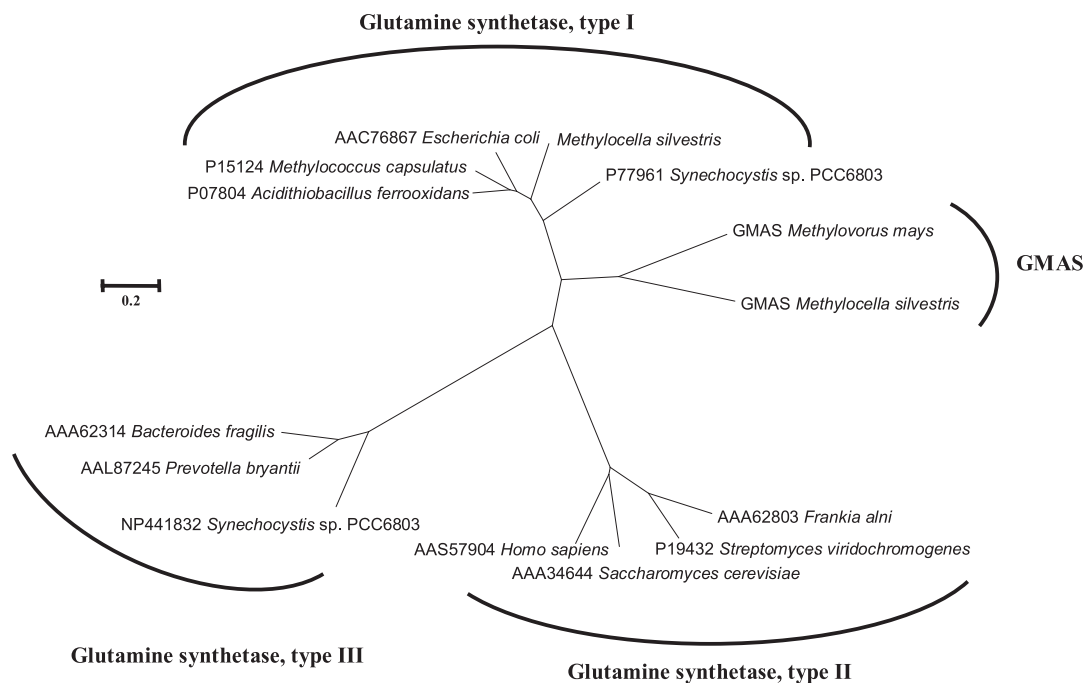 Glutamine synthetase, type I
AAC76867 Escherichia coli
Methylocella silvestris
P15124 Methylococcus capsulatus
P77961 Synechocystis sp. PCC6803
P07804 Acidithiobacillus ferrooxidans
GMAS Methylovorus mays
GMAS
0.2
GMAS Methylocella silvestris
AAA62314 Bacteroides fragilis
AAL87245 Prevotella bryantii
NP441832 Synechocystis sp. PCC6803
AAA62803 Frankia alni
AAS57904 Homo sapiens
P19432 Streptomyces viridochromogenes
AAA34644 Saccharomyces cerevisiae
Glutamine synthetase, type III
Glutamine synthetase, type II